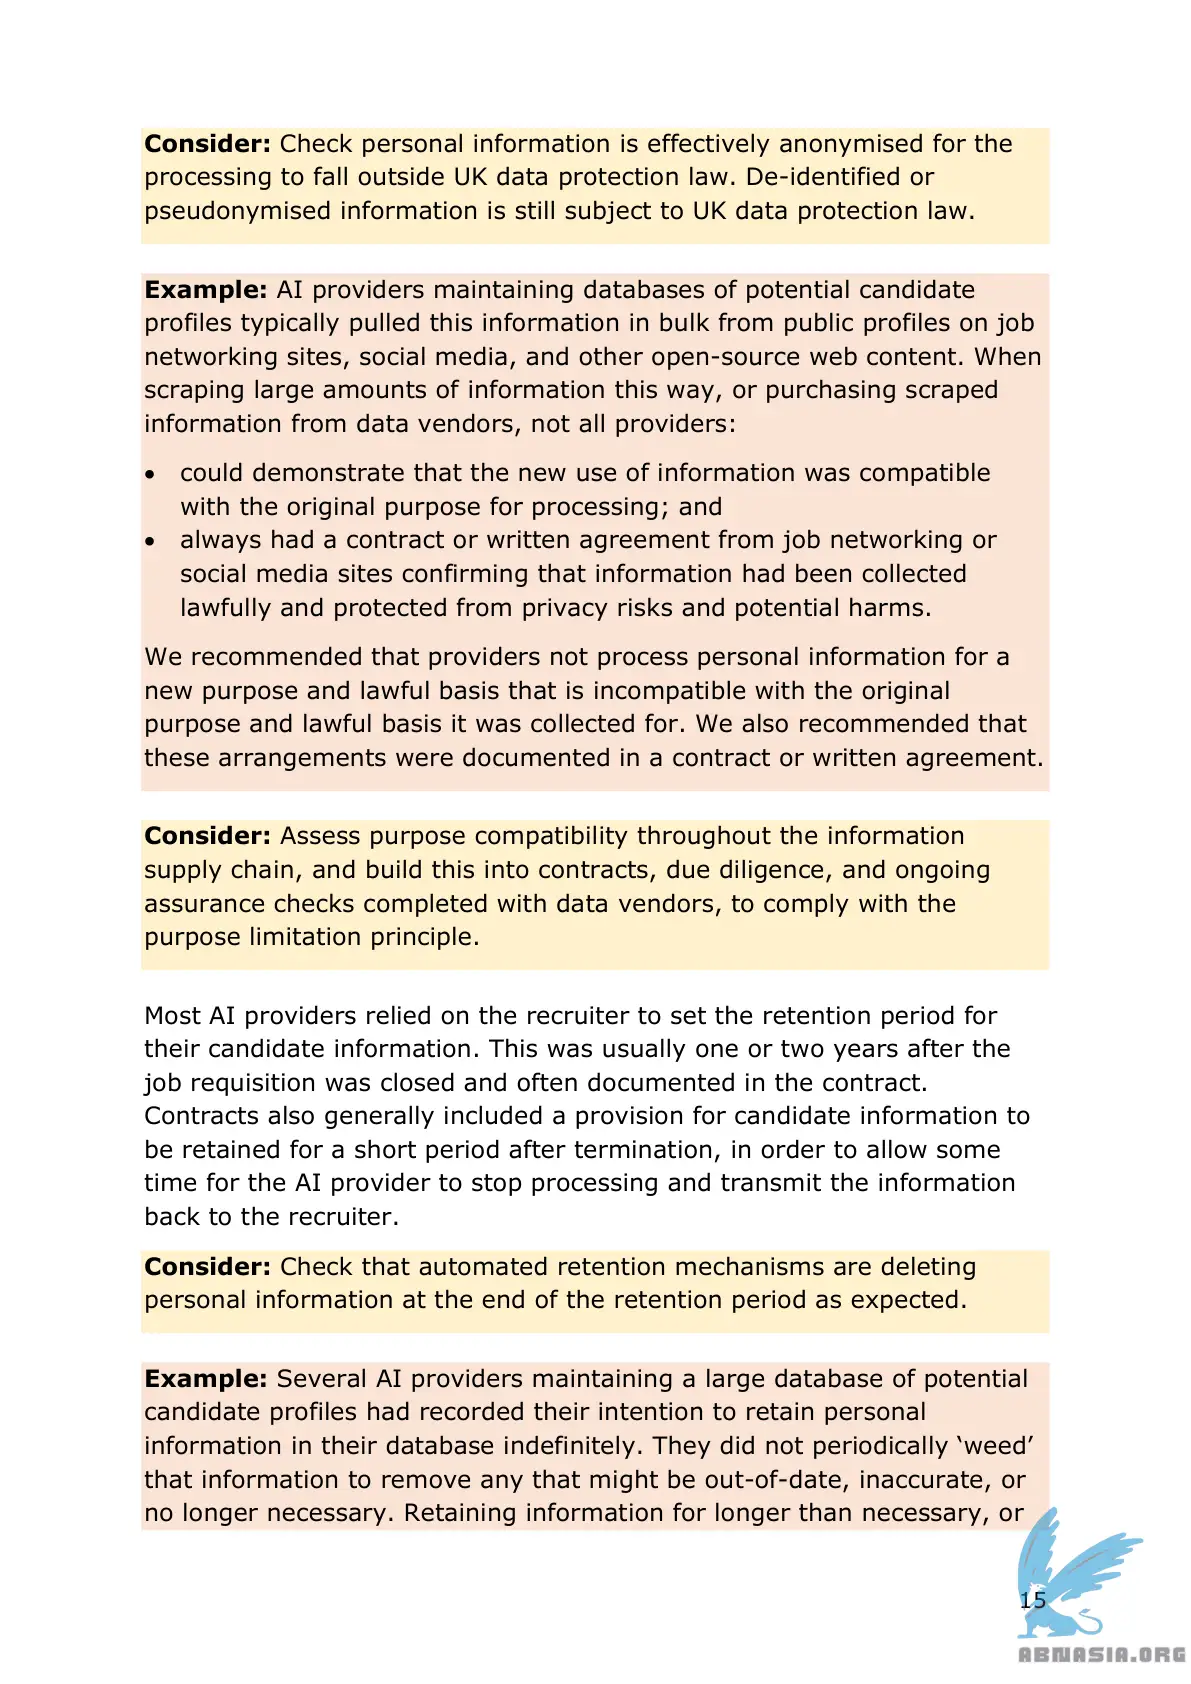 Consider: Check personal information is effectively anonymised for the
processing to fall outside UK data protection law. De-identified or
pseudonymised information is still subject to UK data protection law.
Example: AI providers maintaining databases of potential candidate
profiles typically pulled this information in bulk from public profiles on job
networking sites, social media, and other open-source web content. When
scraping large amounts of information this way, or purchasing scraped
information from data vendors, not all providers:
• could demonstrate that the new use of information was compatible
with the original purpose for processing; and
• always had a contract or written agreement from job networking or
social media sites confirming that information had been collected
lawfully and protected from privacy risks and potential harms.
We recommended that providers not process personal information for a
new purpose and lawful basis that is incompatible with the original
purpose and lawful basis it was collected for. We also recommended that
these arrangements were documented in a contract or written agreement.
Consider: Assess purpose compatibility throughout the information
supply chain, and build this into contracts, due diligence, and ongoing
assurance checks completed with data vendors, to comply with the
purpose limitation principle.
Most AI providers relied on the recruiter to set the retention period for
their candidate information. This was usually one or two years after the
job requisition was closed and often documented in the contract.
Contracts also generally included a provision for candidate information to
be retained for a short period after termination, in order to allow some
time for the AI provider to stop processing and transmit the information
back to the recruiter.
Consider: Check that automated retention mechanisms are deleting
personal information at the end of the retention period as expected.
Example: Several AI providers maintaining a large database of potential
candidate profiles had recorded their intention to retain personal
information in their database indefinitely. They did not periodically ‘weed’
that information to remove any that might be out-of-date, inaccurate, or
no longer necessary. Retaining information for longer than necessary, or
15
ABNASIA.ORG